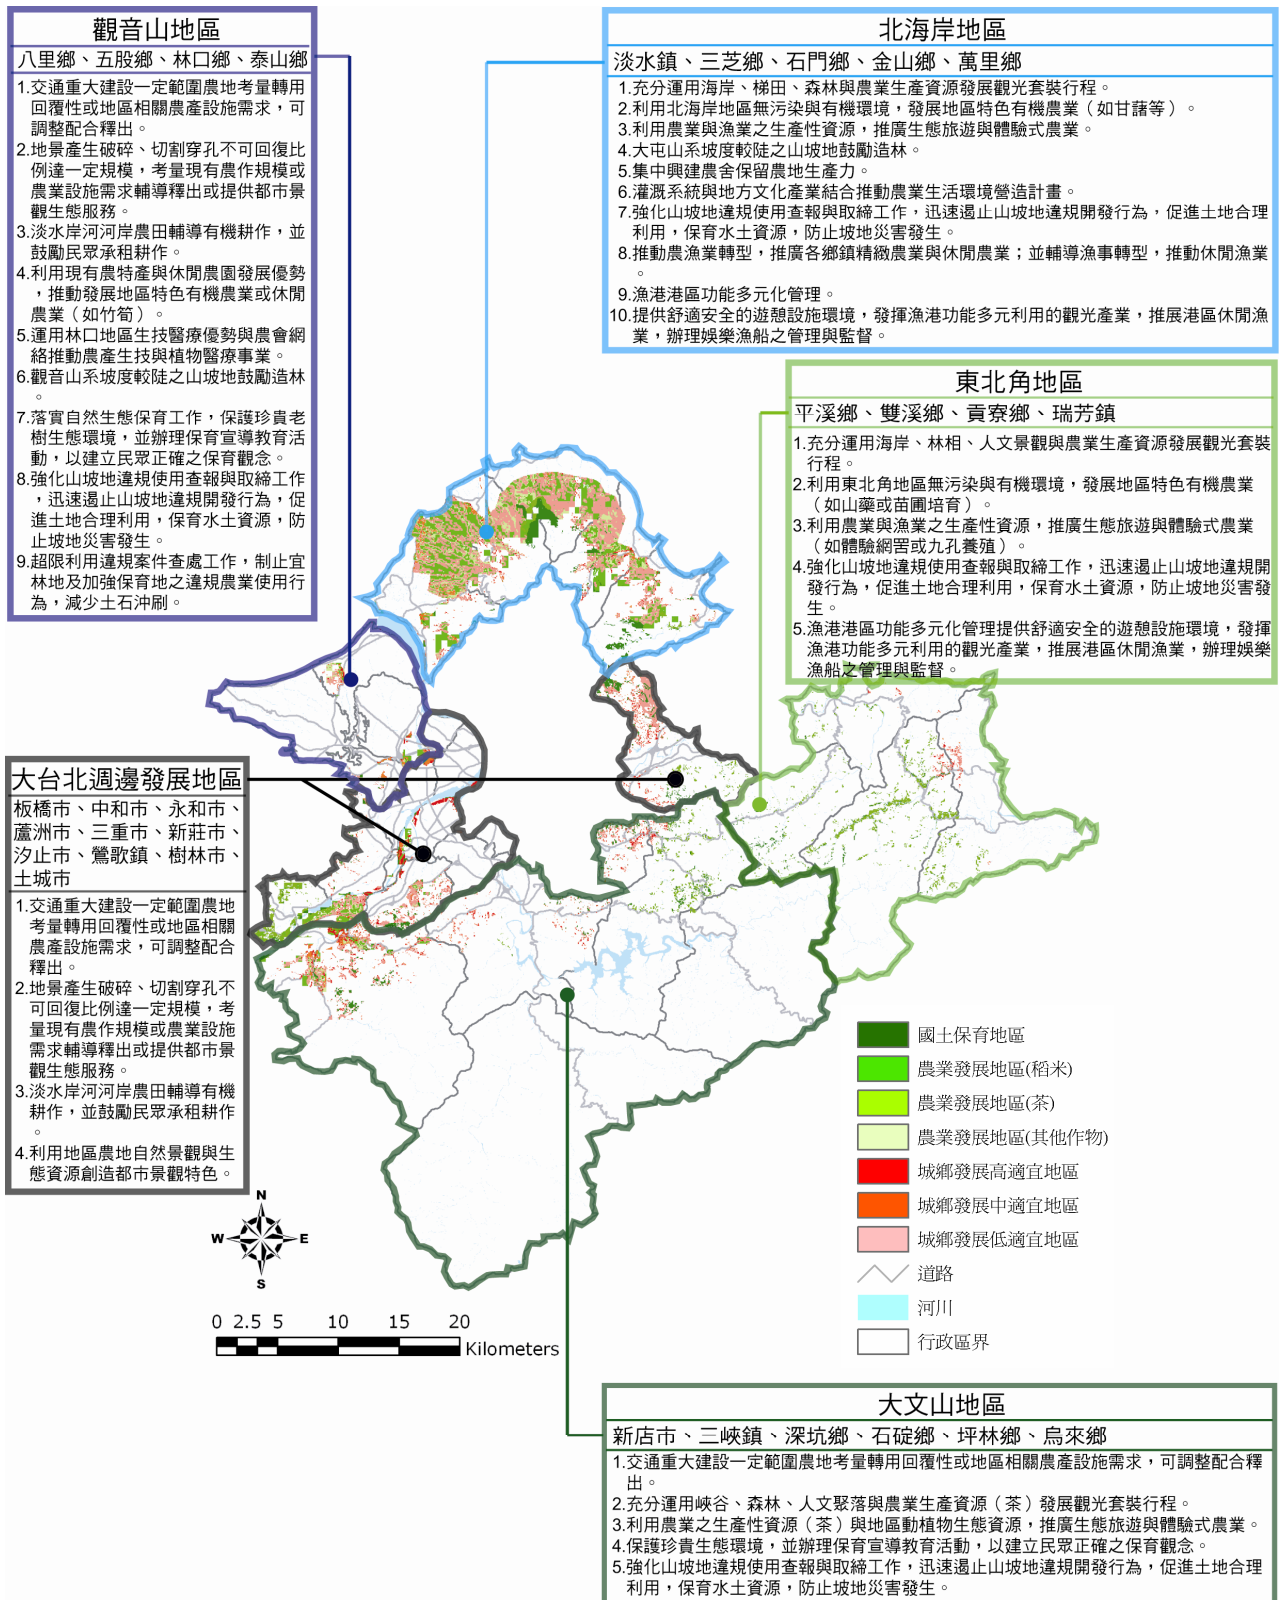 觀音山地區
八里鄉、五股鄉、林口鄉、泰山鄉
1.交通重大建設一定範圍農地考量轉用
回覆性或地區相關農產設施需求，可
調整配合釋出。
2.地景產生破碎、切割穿孔不可回復比
例達一定規模，考量現有農作規模或
農業設施需求輔導釋出或提供都市景
觀生態服務。
3.淡水岸河河岸農田輔導有機耕作，並
鼓勵民眾承租耕作。
4.利用現有農特產與休閒農園發展優勢
，推動發展地區特色有機農業或休閒
農業（如竹筍）。
5.運用林口地區生技醫療優勢與農會網
絡推動農產生技與植物醫療事業。
6.觀音山系坡度較陡之山坡地鼓勵造林
。
7.落實自然生態保育工作，保護珍貴老
樹生態環境，並辦理保育宣導教育活
動，以建立民眾正確之保育觀念。
8.強化山坡地違規使用查報與取締工作
，迅速遏止山坡地違規開發行為，促
進土地合理利用，保育水土資源，防
止坡地災害發生。
9.超限利用違規案件查處工作，制止宜
林地及加強保育地之違規農業使用行
為，減少土石沖刷。
北海岸地區
淡水鎮、三芝鄉、石門鄉、金山鄉、萬里鄉
1.充分運用海岸、梯田、森林與農業生產資源發展觀光套裝行程。
2.利用北海岸地區無污染與有機環境，發展地區特色有機農業（如甘藷等）。
3.利用農業與漁業之生產性資源，推廣生態旅遊與體驗式農業。
4.大屯山系坡度較陡之山坡地鼓勵造林。
5.集中興建農舍保留農地生產力。
6.灌溉系統與地方文化產業結合推動農業生活環境營造計畫。
7.強化山坡地違規使用查報與取締工作，迅速遏止山坡地違規開發行為，促進土地合理
利用，保育水土資源，防止坡地災害發生。
8.推動農漁業轉型，推廣各鄉鎮精緻農業與休閒農業；並輔導漁事轉型，推動休閒漁業
。
9.漁港港區功能多元化管理。
10.提供舒適安全的遊憩設施環境，發揮漁港功能多元利用的觀光產業，推展港區休閒漁
業，辦理娛樂漁船之管理與監督。
東北角地區
平溪鄉、雙溪鄉、貢寮鄉、瑞芳鎮
1.充分運用海岸、林相、人文景觀與農業生產資源發展觀光套裝
行程。
2.利用東北角地區無污染與有機環境，發展地區特色有機農業
（如山藥或苗圃培育）。
3.利用農業與漁業之生產性資源，推廣生態旅遊與體驗式農業
（如體驗網罟或九孔養殖）。
4.強化山坡地違規使用查報與取締工作，迅速遏止山坡地違規開
發行為，促進土地合理利用，保育水土資源，防止坡地災害發
生。
5.漁港港區功能多元化管理提供舒適安全的遊憩設施環境，發揮
漁港功能多元利用的觀光產業，推展港區休閒漁業，辦理娛樂
漁船之管理與監督。
大台北週邊發展地區
板橋市、中和市、永和市、
蘆洲市、三重市、新莊市、
汐止市、鶯歌鎮、樹林市、
土城市
1.交通重大建設一定範圍農地
考量轉用回覆性或地區相關
農產設施需求，可調整配合
釋出。
2.地景產生破碎、切割穿孔不
可回復比例達一定規模，考
量現有農作規模或農業設施
需求輔導釋出或提供都市景
觀生態服務。
3.淡水岸河河岸農田輔導有機
耕作，並鼓勵民眾承租耕作
。
4.利用地區農地自然景觀與生
態資源創造都市景觀特色。
N
W E
S
0 2.5 5 10 15 20
Kilometers
國土保育地區
農業發展地區(稻米)
農業發展地區(茶)
農業發展地區(其他作物)
城鄉發展高適宜地區
城鄉發展中適宜地區
城鄉發展低適宜地區
道路
河川
行政區界
大文山地區
新店市、三峽鎮、深坑鄉、石碇鄉、坪林鄉、烏來鄉
1.交通重大建設一定範圍農地考量轉用回覆性或地區相關農產設施需求，可調整配合釋
出。
2.充分運用峽谷、森林、人文聚落與農業生產資源（茶）發展觀光套裝行程。
3.利用農業之生產性資源（茶）與地區動植物生態資源，推廣生態旅遊與體驗式農業。
4.保護珍貴生態環境，並辦理保育宣導教育活動，以建立民眾正確之保育觀念。
5.強化山坡地違規使用查報與取締工作，迅速遏止山坡地違規開發行為，促進土地合理
利用，保育水土資源，防止坡地災害發生。